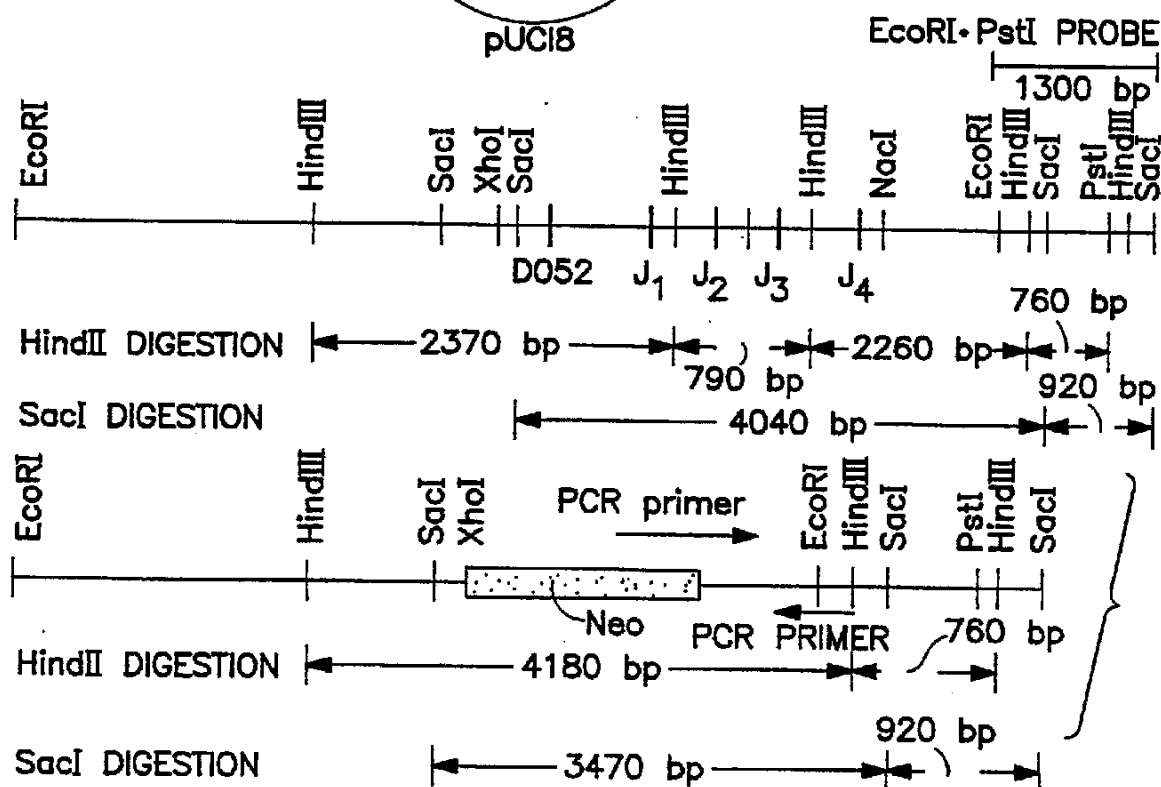 pUC18
EcoRI·PstI PROBE
1300 bp
EcoRI
HindIII
SacI
XhoI
SacI
HindIII
HindIII
NacI
EcoRI
HindIII
SacI
PstI
HindIII
SacI
D052
J1
J2
J3
J4
760 bp
HindII DIGESTION
2370 bp
790 bp
2260 bp
920 bp
SacI DIGESTION
4040 bp
EcoRI
HindIII
SacI
XhoI
PCR primer
EcoRI
HindIII
SacI
PstI
HindIII
SacI
Neo
PCR PRIMER
760 bp
HindII DIGESTION
4180 bp
920 bp
SacI DIGESTION
3470 bp